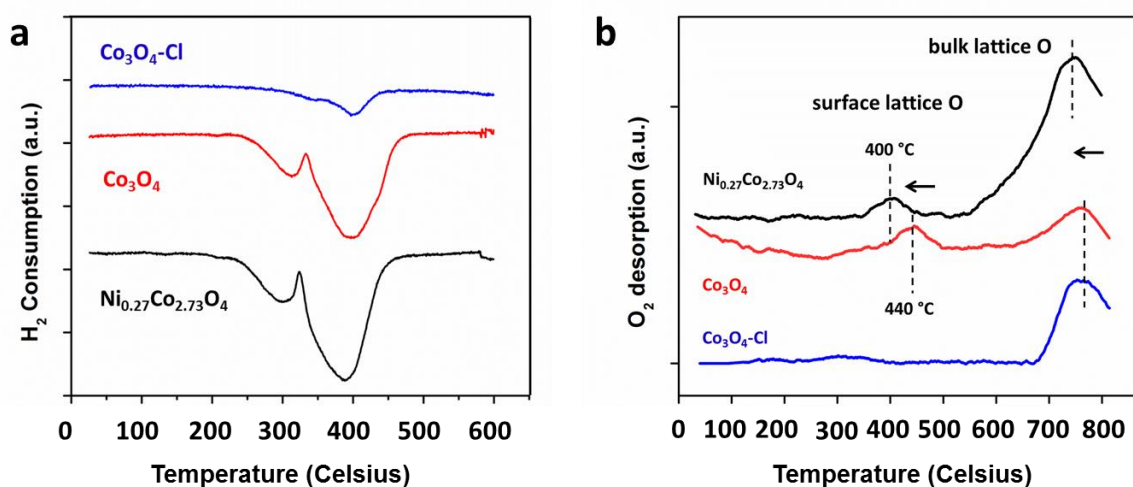 a
Co₃O₄-Cl
Co₃O₄
Ni₀.₂₇Co₂.₇₃O₄
H₂ Consumption (a.u.)
0 100 200 300 400 500 600
Temperature (Celsius)
b
bulk lattice O
surface lattice O
400 °C
Ni₀.₂₇Co₂.₇₃O₄
Co₃O₄
440 °C
Co₃O₄-Cl
O₂ desorption (a.u.)
0 100 200 300 400 500 600 700 800
Temperature (Celsius)